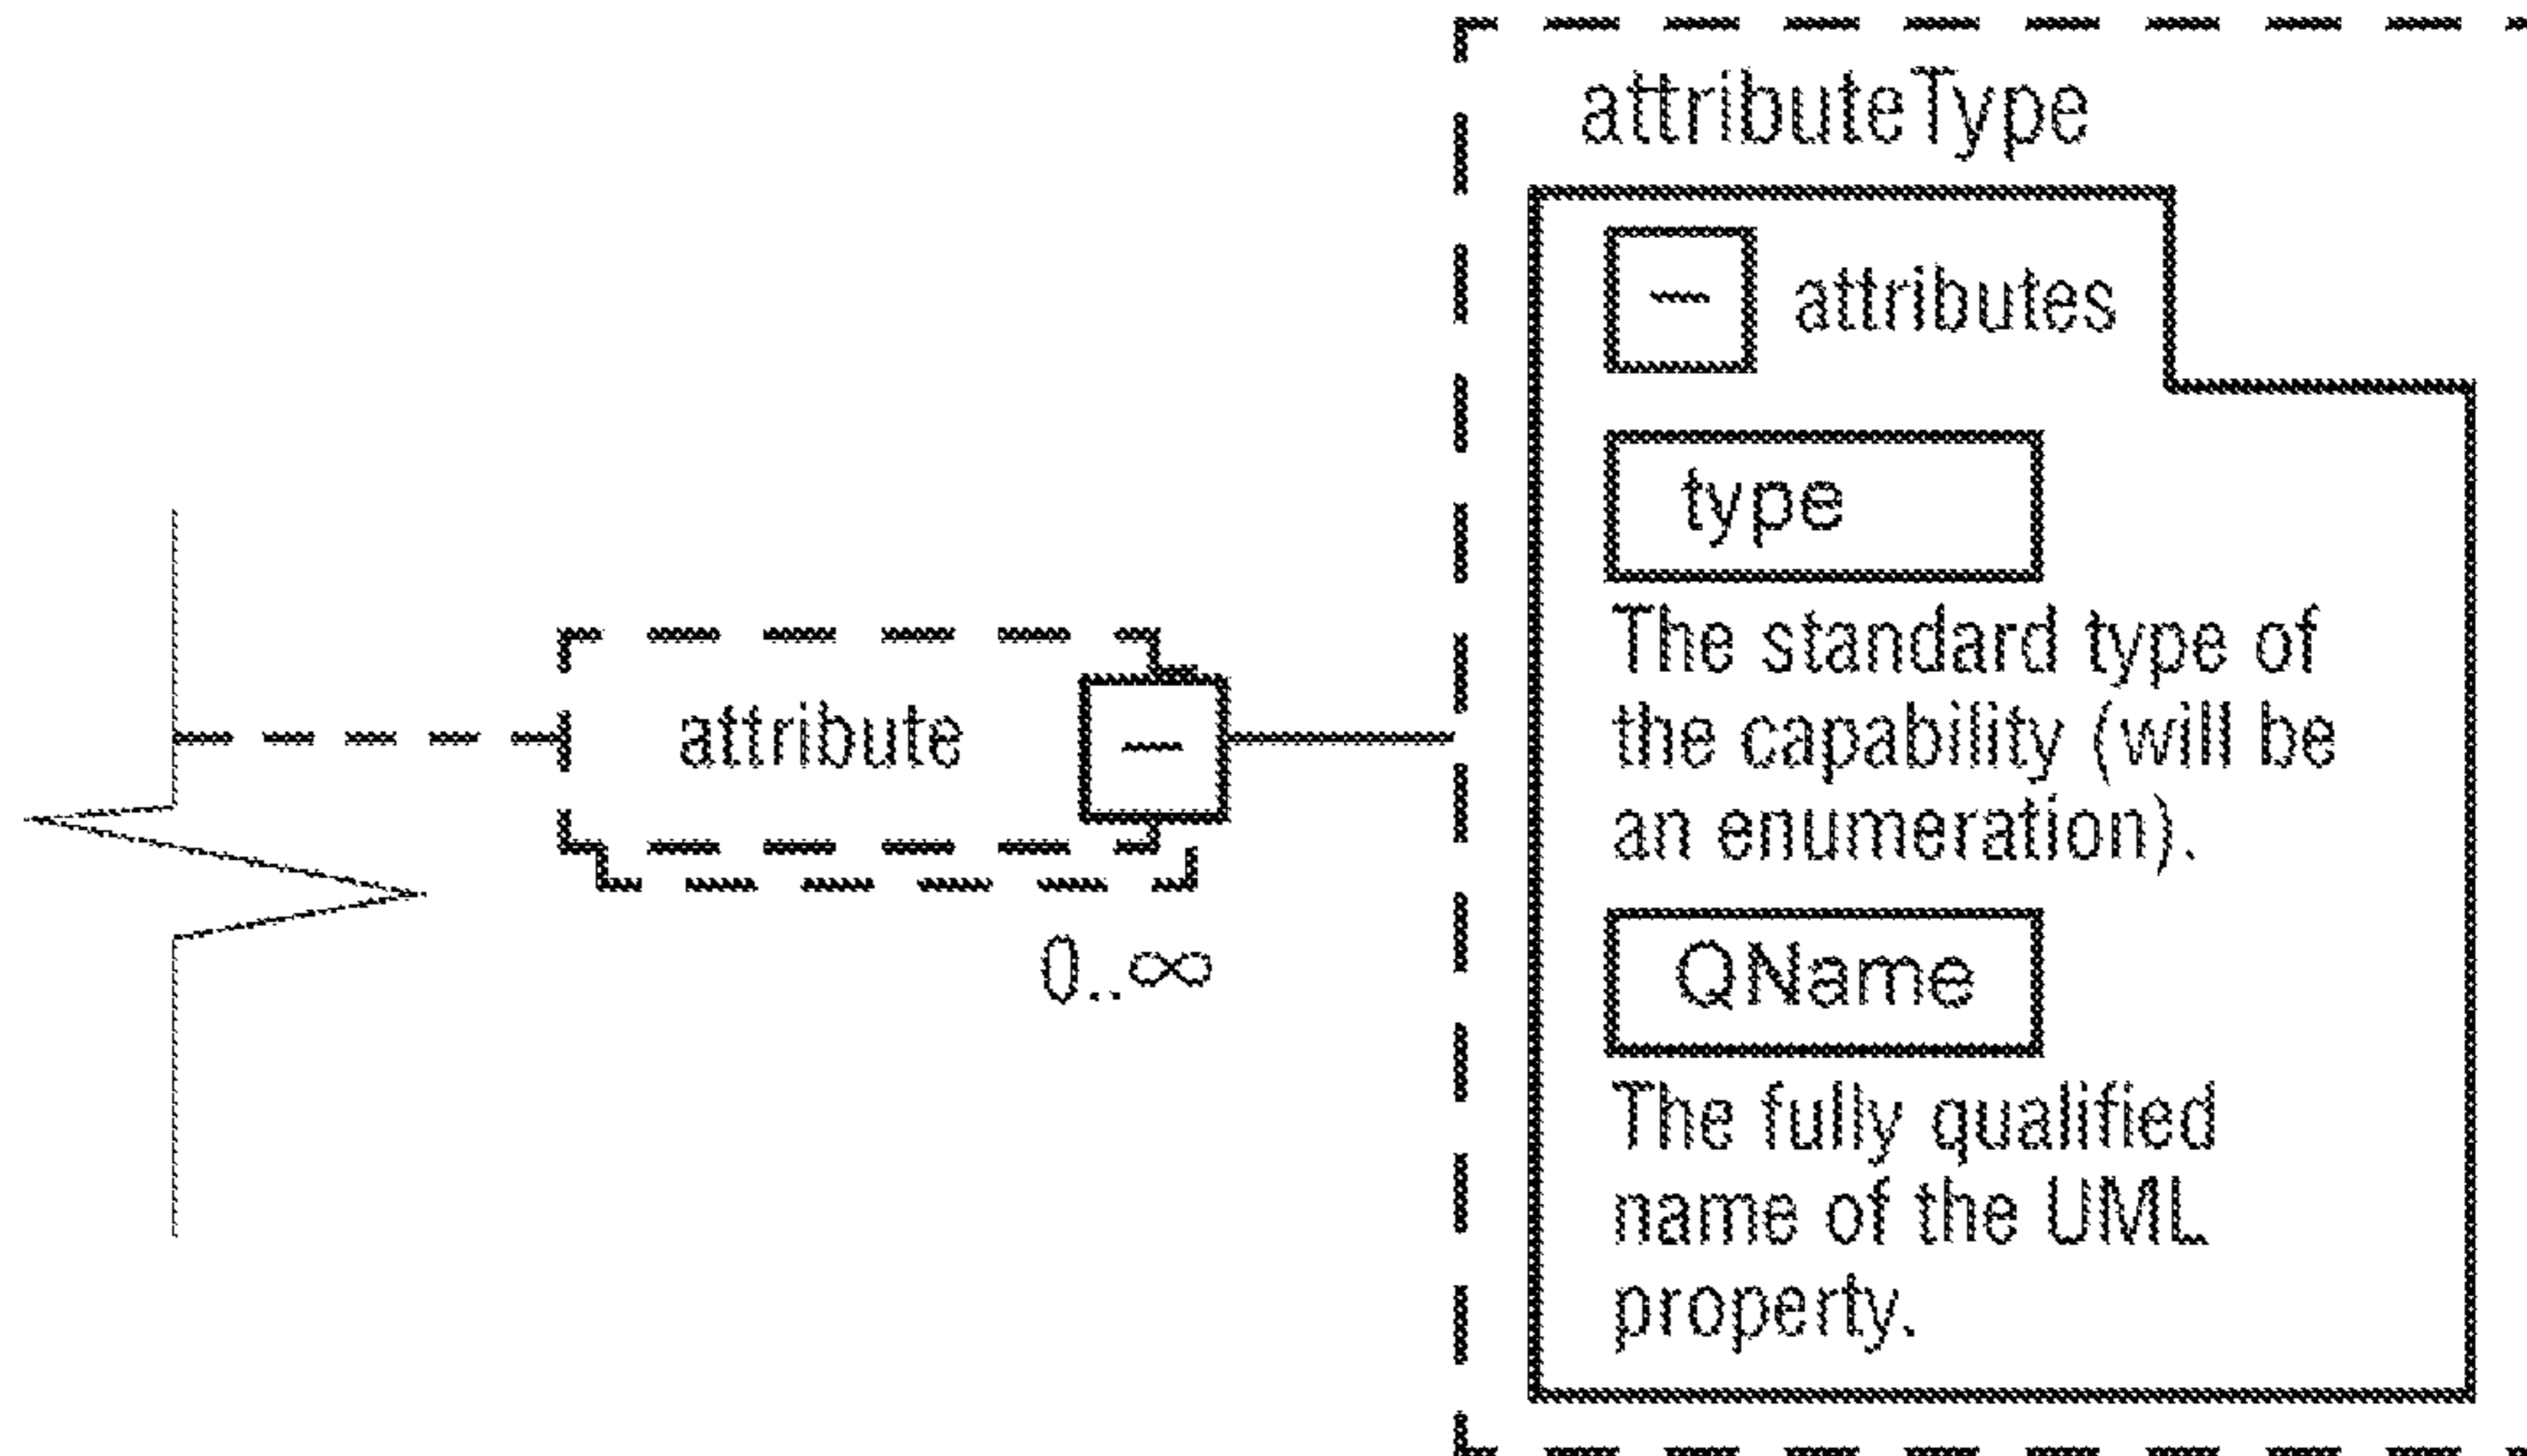 attributeType
attributes
type
The standard type of
the capability (will be
an enumeration).
attribute
0..∞
QName
The fully qualified
name of the UML
property.